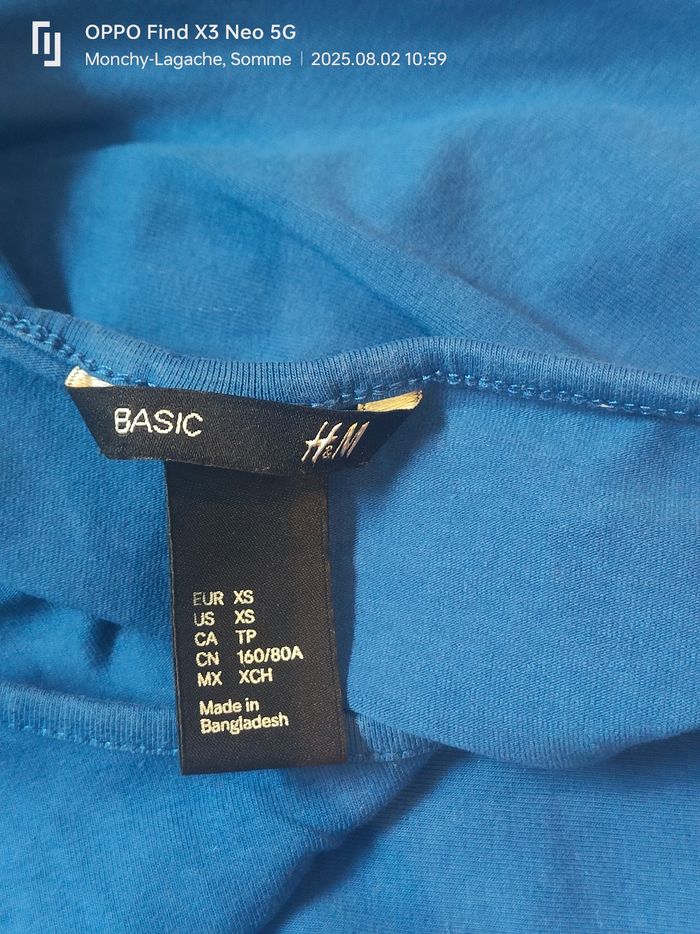 OPPO Find X3 Neo 5G
Monchy-Lagache, Somme | 2025.08.02 10:59
BASIC
H&M
EUR XS
US XS
CA TP
CN 160/80A
MX XCH
Made in
Bangladesh